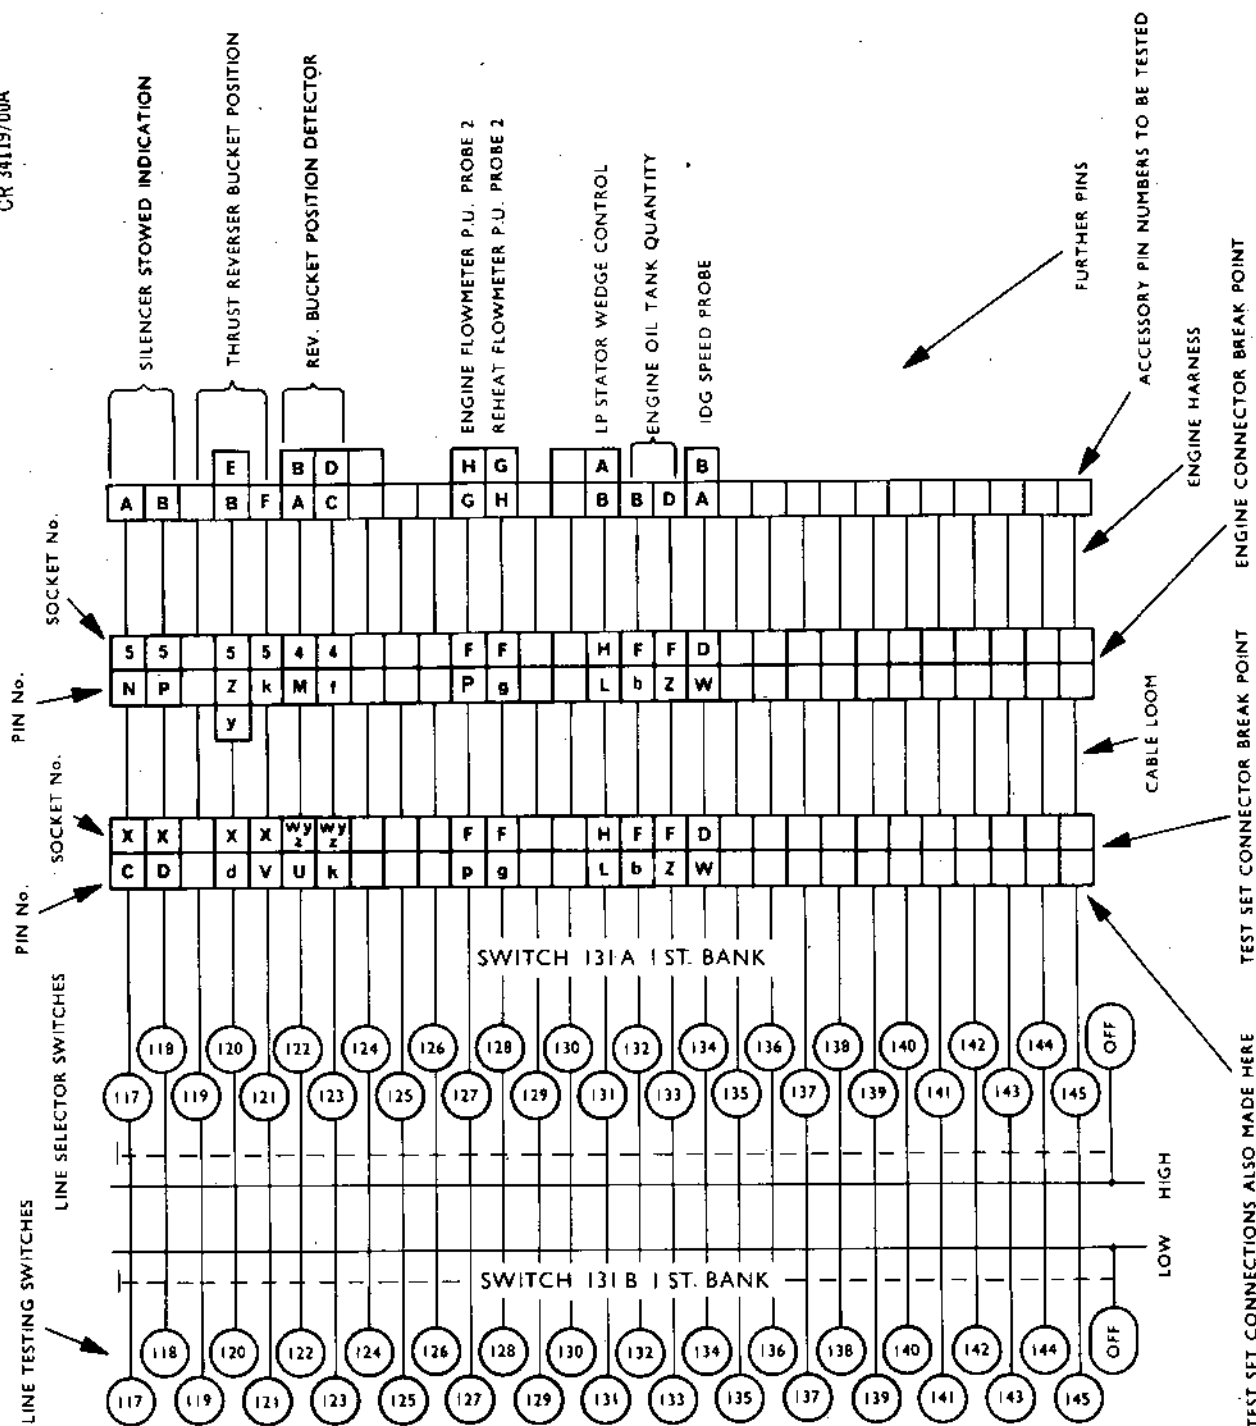 CR 34119/00A
SILENCER STOWED INDICATION
THRUST REVERSER BUCKET POSITION
REV. BUCKET POSITION DETECTOR
ENGINE FLOWMETER P.U. PROBE 2
REHEAT FLOWMETER P.U. PROBE 2
LP STATOR WEDGE CONTROL
ENGINE OIL TANK QUANTITY
IDG SPEED PROBE
FURTHER PINS
ACCESSORY PIN NUMBERS TO BE TESTED
E B D H G A B
A B B F A C G H B B D A
ENGINE HARNESS
SOCKET No.
5 5 5 5 4 4 F F H F F D
PIN No.
N P Z k M f P g L b Z W
y
ENGINE CONNECTOR BREAK POINT
CABLE LOOM
SOCKET No.
X X X X wy wy F F H F F D
z z
PIN No.
C D d V U k p g L b Z W
TEST SET CONNECTOR BREAK POINT
SWITCH 131A 1ST. BANK
LINE SELECTOR SWITCHES
118 120 122 124 126 128 130 132 134 136 138 140 142 144 OFF
117 119 121 123 125 127 129 131 133 135 137 139 141 143 145
TEST SET CONNECTIONS ALSO MADE HERE
HIGH
LOW
SWITCH 131B 1ST. BANK
LINE TESTING SWITCHES
118 120 122 124 126 128 130 132 134 136 138 140 142 144 OFF
117 119 121 123 125 127 129 131 133 135 137 139 141 143 145